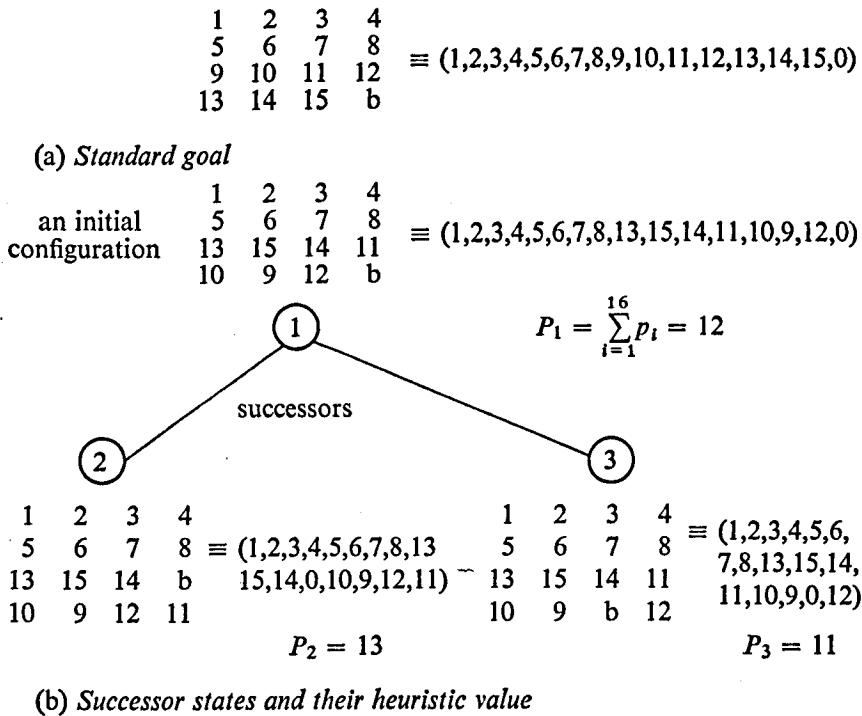 1 2 3 4
5 6 7 8
9 10 11 12
13 14 15 b
≡ (1,2,3,4,5,6,7,8,9,10,11,12,13,14,15,0)
(a) Standard goal
an initial
configuration
1 2 3 4
5 6 7 8
13 15 14 11
10 9 12 b
≡ (1,2,3,4,5,6,7,8,13,15,14,11,10,9,12,0)
P₁ = ∑¹⁶ᵢ₌₁ pᵢ = 12
1
successors
2
3
1 2 3 4
5 6 7 8
13 15 14 b
10 9 12 11
≡ (1,2,3,4,5,6,7,8,13
15,14,0,10,9,12,11)
P₂ = 13
1 2 3 4
5 6 7 8
13 15 14 11
10 9 b 12
≡ (1,2,3,4,5,6,
7,8,13,15,14,
11,10,9,0,12)
P₃ = 11
(b) Successor states and their heuristic value